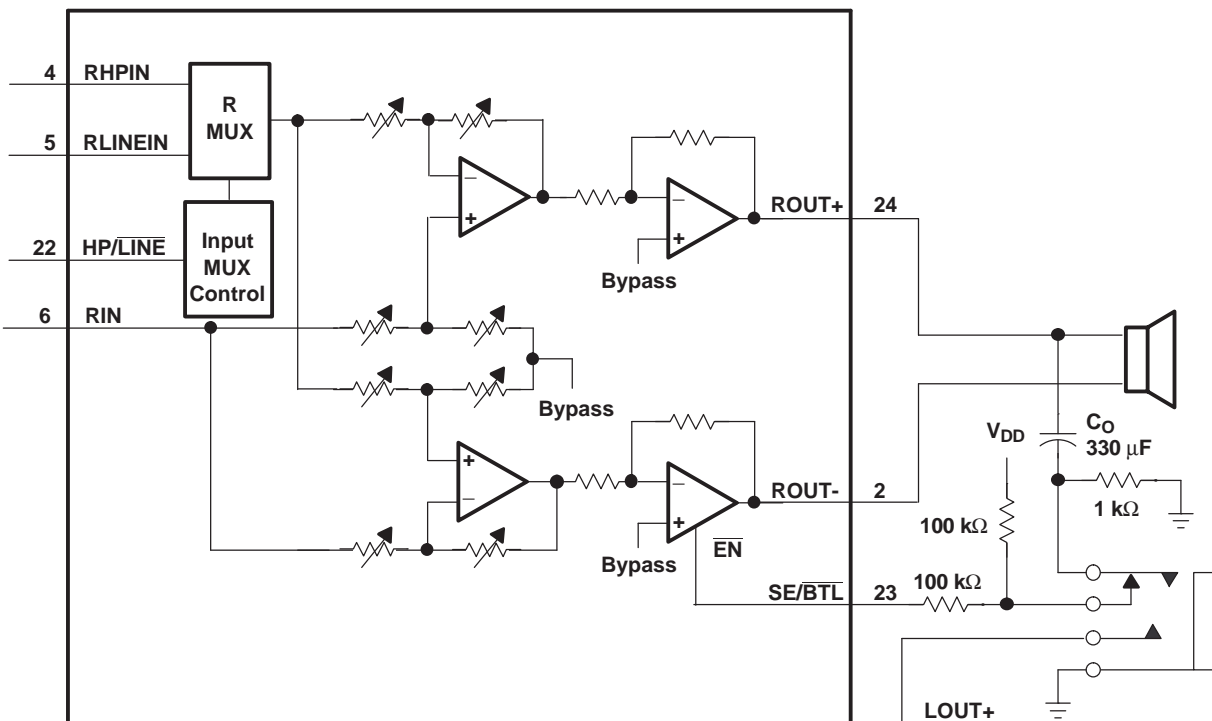 4 RHPIN
R
MUX
5 RLINEIN
22 HP/LINE
Input
MUX
Control
6 RIN
−
+
−
+
Bypass
ROUT+ 24
Bypass
+
−
−
+
Bypass
EN
ROUT- 2
SE/BTL 23
VDD
CO
330 μF
1 kΩ
100 kΩ
100 kΩ
LOUT+